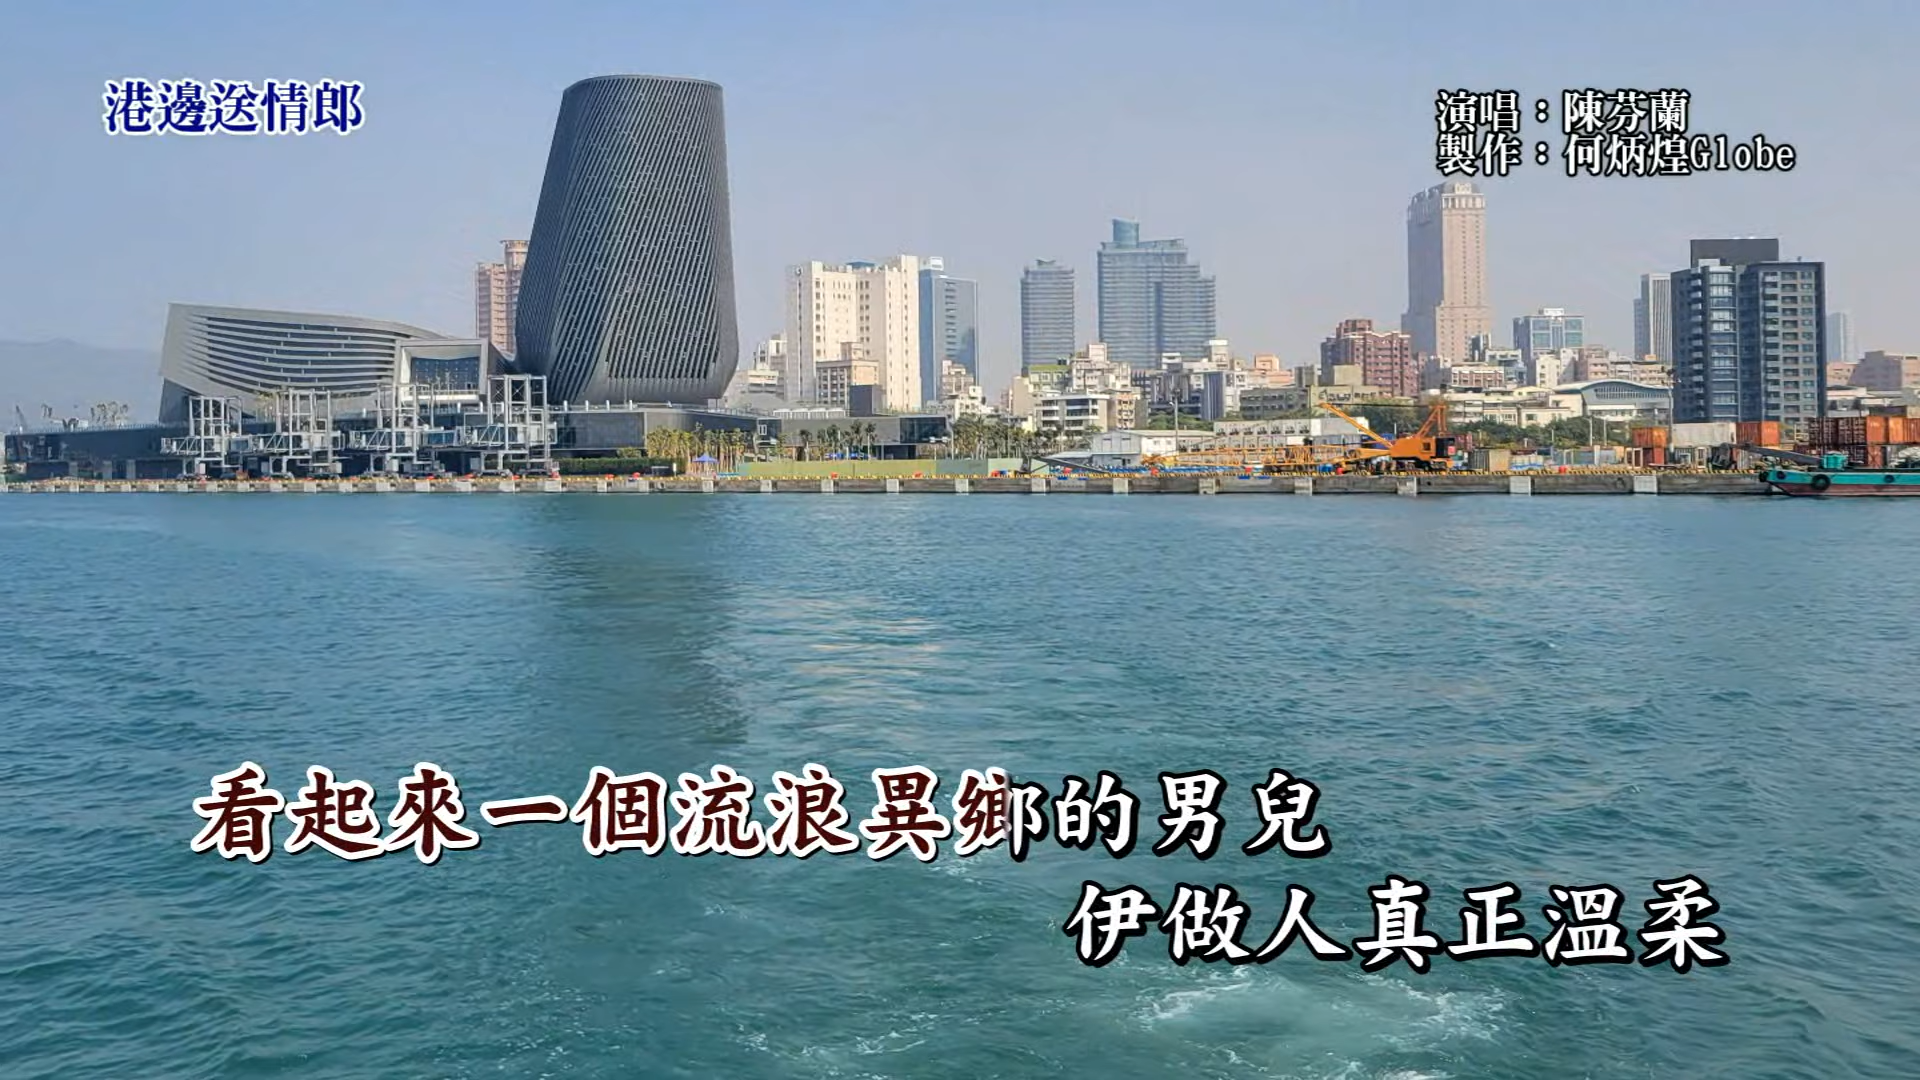 港邊送情郎
演唱：陳芬蘭
製作：何炳煌Globe
看起來一個流浪異鄉的男兒
伊做人真正溫柔